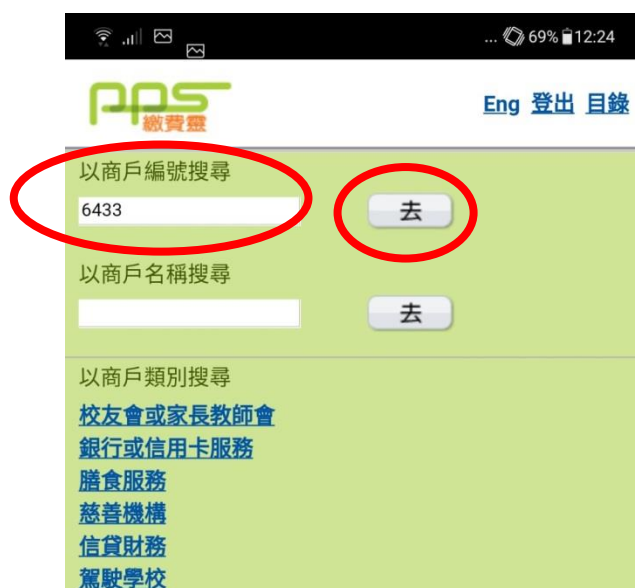 ... 69% 12:24
pps
繳費靈
Eng 登出 目錄
以商戶編號搜尋
6433 去
以商戶名稱搜尋
去
以商戶類別搜尋
校友會或家長教師會
銀行或信用卡服務
膳食服務
慈善機構
信貸財務
駕駛學校